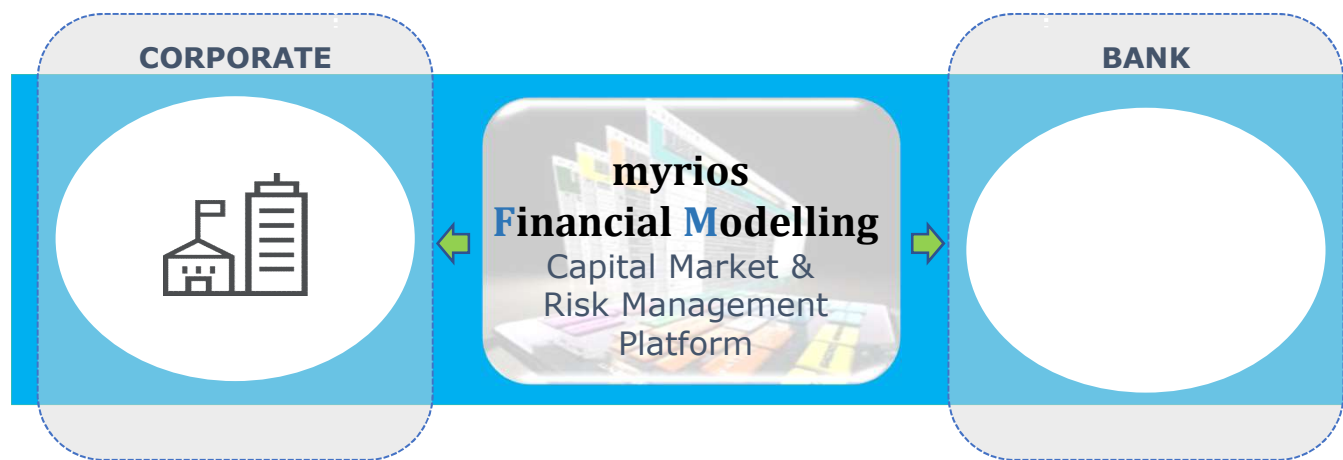 CORPORATE
BANK
myrios
Financial Modelling
Capital Market &
Risk Management
Platform